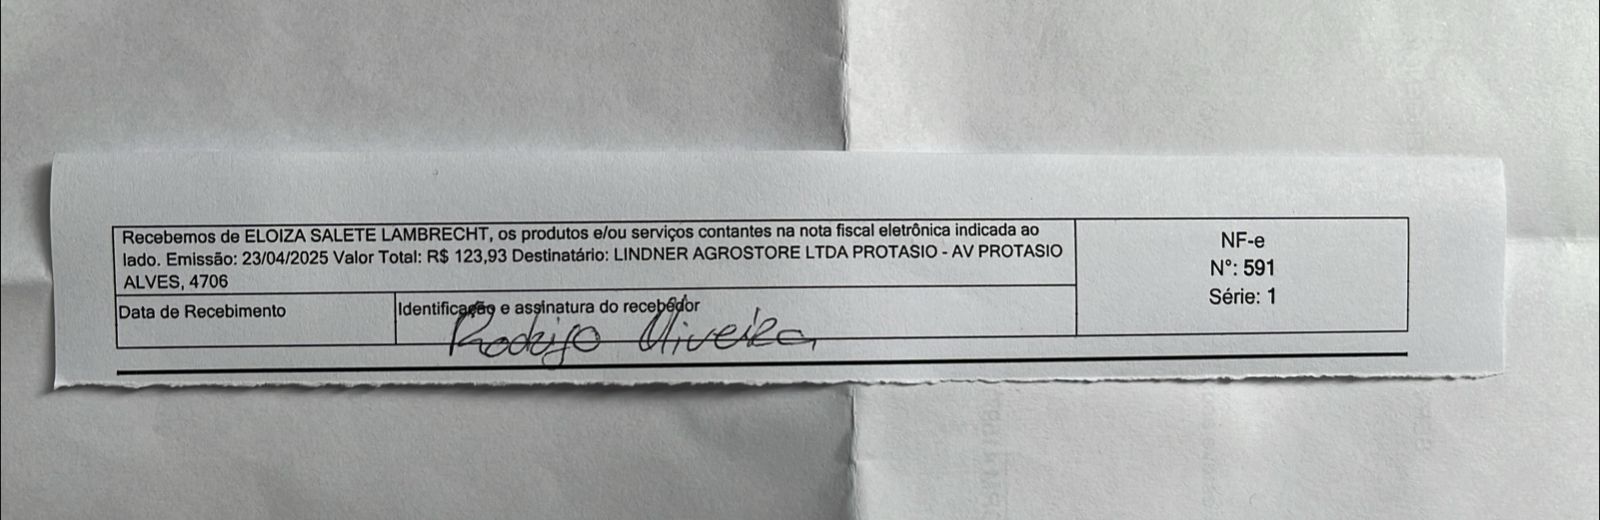 Recebemos de ELOIZA SALETE LAMBRECHT, os produtos e/ou serviços contantes na nota fiscal eletrônica indicada ao
lado. Emissão: 23/04/2025 Valor Total: R$ 123,93 Destinatário: LINDNER AGROSTORE LTDA PROTASIO - AV PROTASIO
ALVES, 4706
NF-e
N°: 591
Série: 1
Data de Recebimento
Identificação e assinatura do recebedor
Rodrigo Oliveira